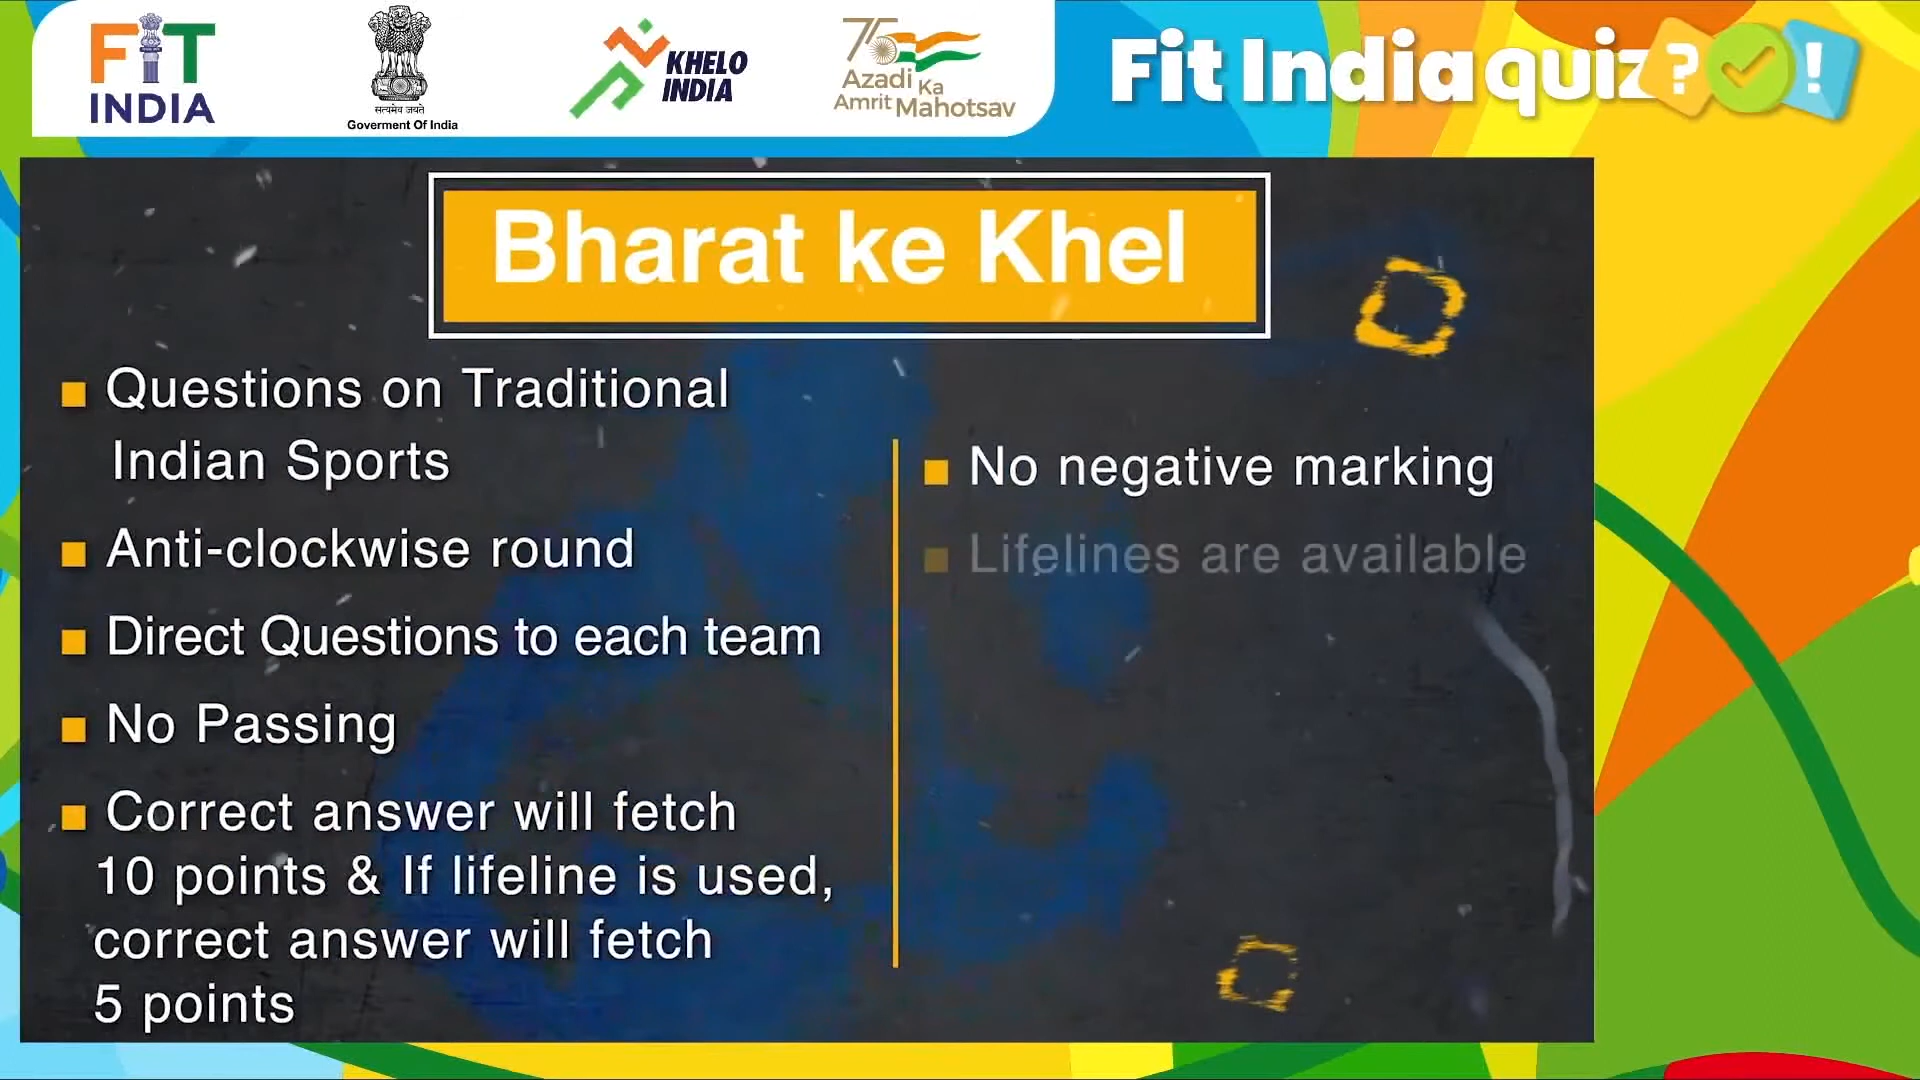 FIT
INDIA
सत्यमेव जयते
Goverment Of India
KHELO
INDIA
75
Azadi Ka
Amrit Mahotsav
Fit India quiz?!
Bharat ke Khel
Questions on Traditional
Indian Sports
Anti-clockwise round
Direct Questions to each team
No Passing
Correct answer will fetch
10 points & If lifeline is used,
correct answer will fetch
5 points
No negative marking
Lifelines are available